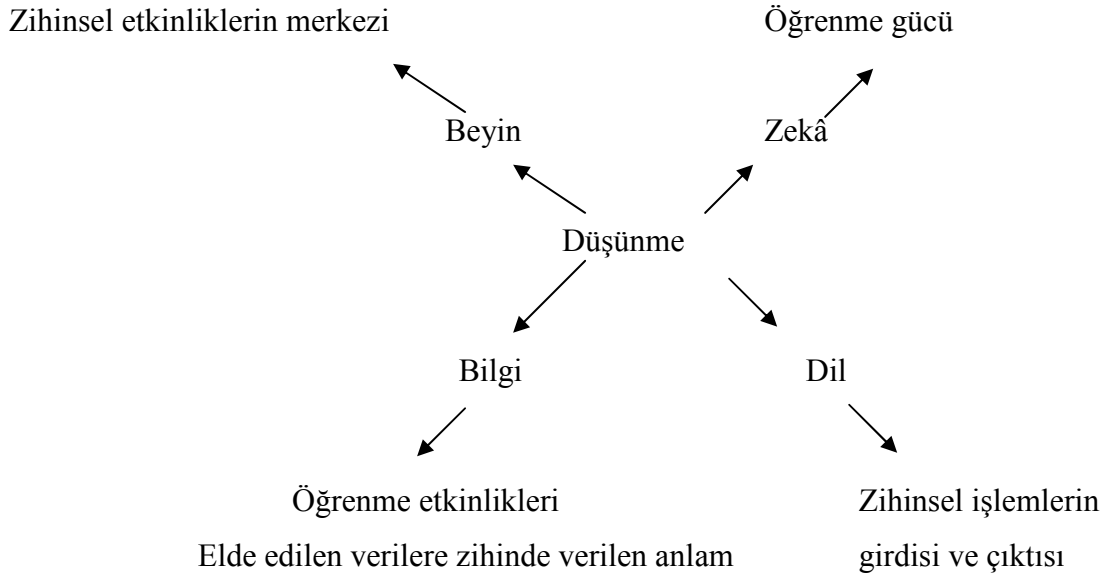 Zihinsel etkinliklerin merkezi
Öğrenme gücü
Beyin
Zekâ
Düşünme
Bilgi
Dil
Öğrenme etkinlikleri
Elde edilen verilere zihinde verilen anlam
Zihinsel işlemlerin
girdisi ve çıktısı